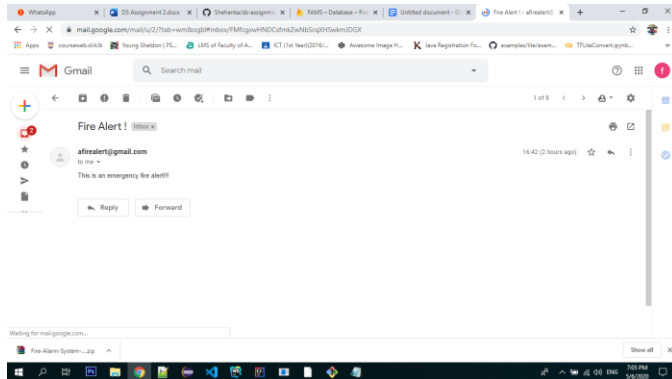 WhatsApp
DS Assignment 2.docx
Shehanka/ds-assignme
FAMS – Database – Fire
Untitled document - Go
Fire Alert ! - afirealert@
mail.google.com/mail/u/2/?tab=wm&ogbl#inbox/
Apps
courseweb.sliit.lk
Young Sheldon | PS...
LMS of Faculty of A...
ICT (1st Year)(2016/...
Awesome Image H...
Java Registration Fo...
examples/lite/exam...
TFLiteConvert.ipynb...
Gmail
Search mail
f
1 of 8
2
Fire Alert ! Inbox x
afirealert@gmail.com
16:42 (2 hours ago)
to me
This is an emergency fire alert!!!
Reply
Forward
Waiting for mail.google.com...
Fire-Alarm-System-....zip
Show all
Ps
ENG
7:05 PM
5/6/2020